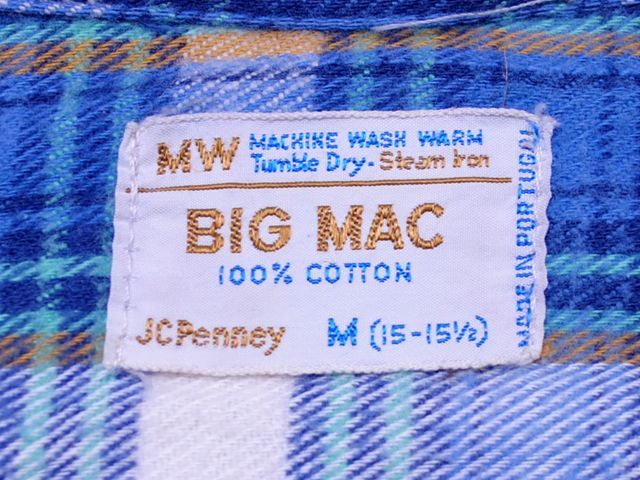 MW MACHINE WASH WARM
Tumble Dry - Steam Iron
BIG MAC
100% COTTON
JCPenney M (15-15½)
MADE IN PORTUGAL